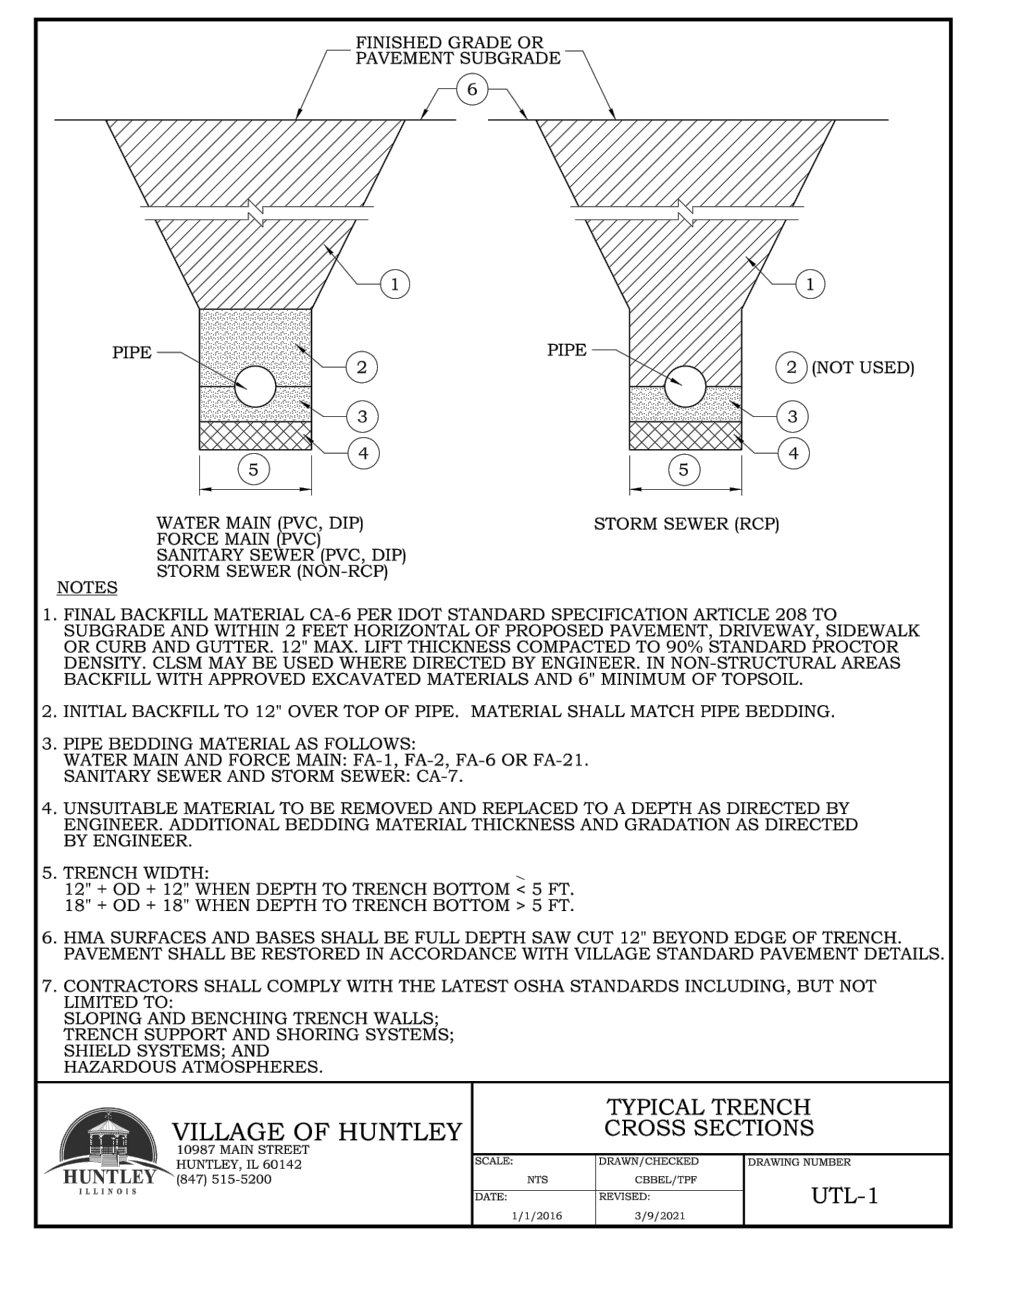 FINISHED GRADE OR
PAVEMENT SUBGRADE
6
1
1
PIPE
2
PIPE
2 (NOT USED)
3
3
4
4
5
5
WATER MAIN (PVC, DIP)
FORCE MAIN (PVC)
SANITARY SEWER (PVC, DIP)
STORM SEWER (NON-RCP)
STORM SEWER (RCP)
NOTES
1. FINAL BACKFILL MATERIAL CA-6 PER IDOT STANDARD SPECIFICATION ARTICLE 208 TO
SUBGRADE AND WITHIN 2 FEET HORIZONTAL OF PROPOSED PAVEMENT, DRIVEWAY, SIDEWALK
OR CURB AND GUTTER. 12" MAX. LIFT THICKNESS COMPACTED TO 90% STANDARD PROCTOR
DENSITY. CLSM MAY BE USED WHERE DIRECTED BY ENGINEER. IN NON-STRUCTURAL AREAS
BACKFILL WITH APPROVED EXCAVATED MATERIALS AND 6" MINIMUM OF TOPSOIL.
2. INITIAL BACKFILL TO 12" OVER TOP OF PIPE. MATERIAL SHALL MATCH PIPE BEDDING.
3. PIPE BEDDING MATERIAL AS FOLLOWS:
WATER MAIN AND FORCE MAIN: FA-1, FA-2, FA-6 OR FA-21.
SANITARY SEWER AND STORM SEWER: CA-7.
4. UNSUITABLE MATERIAL TO BE REMOVED AND REPLACED TO A DEPTH AS DIRECTED BY
ENGINEER. ADDITIONAL BEDDING MATERIAL THICKNESS AND GRADATION AS DIRECTED
BY ENGINEER.
5. TRENCH WIDTH:
12" + OD + 12" WHEN DEPTH TO TRENCH BOTTOM < 5 FT.
18" + OD + 18" WHEN DEPTH TO TRENCH BOTTOM > 5 FT.
6. HMA SURFACES AND BASES SHALL BE FULL DEPTH SAW CUT 12" BEYOND EDGE OF TRENCH.
PAVEMENT SHALL BE RESTORED IN ACCORDANCE WITH VILLAGE STANDARD PAVEMENT DETAILS.
7. CONTRACTORS SHALL COMPLY WITH THE LATEST OSHA STANDARDS INCLUDING, BUT NOT
LIMITED TO:
SLOPING AND BENCHING TRENCH WALLS;
TRENCH SUPPORT AND SHORING SYSTEMS;
SHIELD SYSTEMS; AND
HAZARDOUS ATMOSPHERES.
HUNTLEY
ILLINOIS
VILLAGE OF HUNTLEY
10987 MAIN STREET
HUNTLEY, IL 60142
(847) 515-5200
TYPICAL TRENCH
CROSS SECTIONS
SCALE:
NTS
DRAWN/CHECKED
CBBEL/TPF
DATE:
1/1/2016
REVISED:
3/9/2021
DRAWING NUMBER
UTL-1